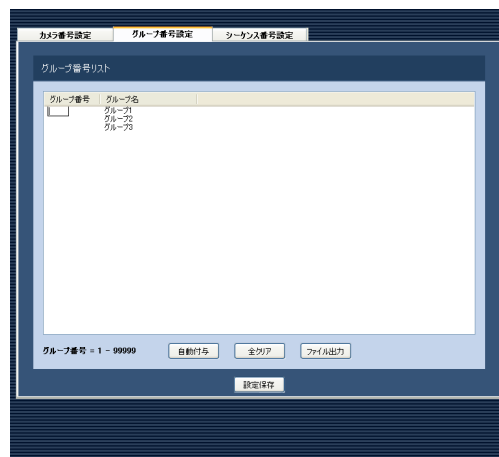 カメラ番号設定 グループ番号設定 シーケンス番号設定
グループ番号リスト
グループ番号 グループ名
グループ1
グループ2
グループ3
グループ番号 = 1 - 99999 自動付与 全クリア ファイル出力
設定保存